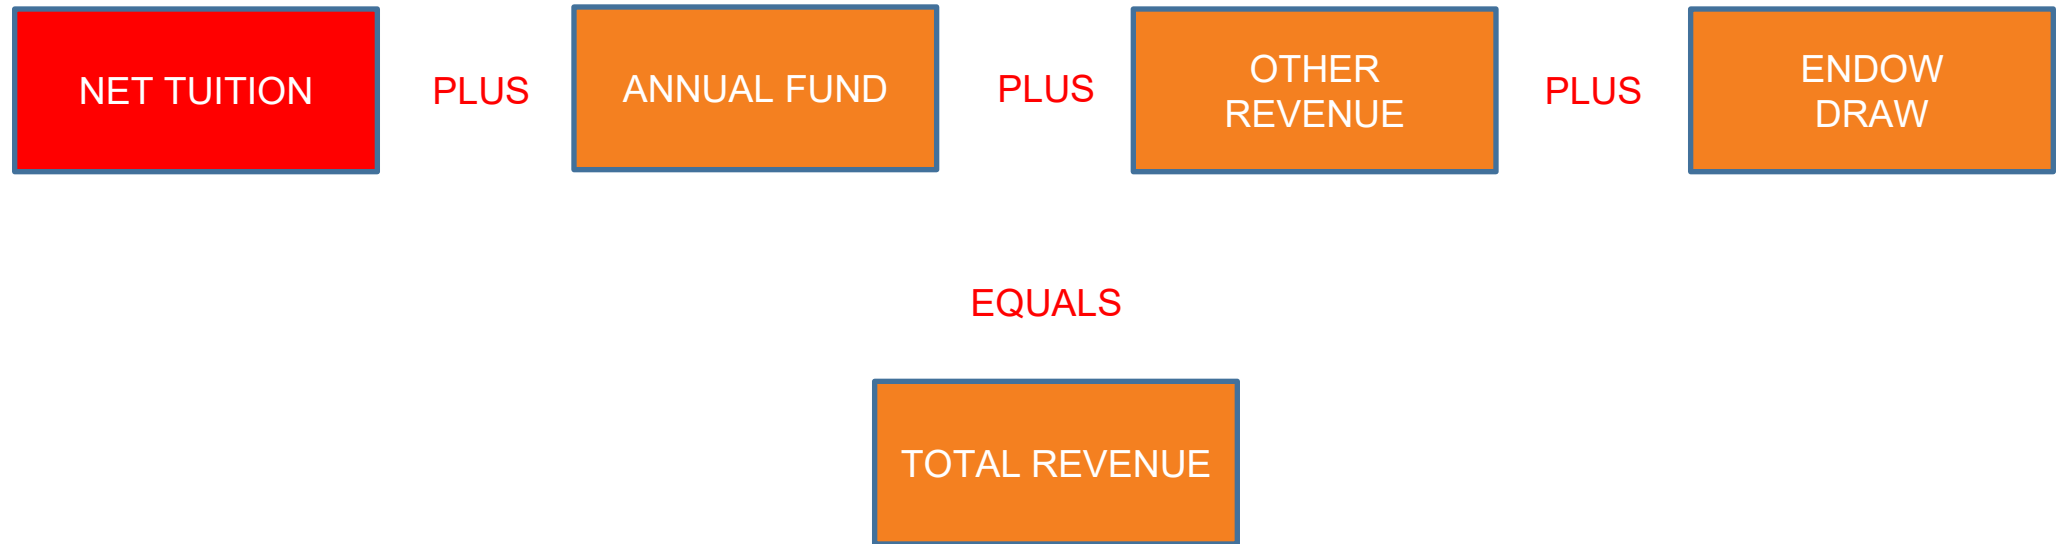 NET TUITION
PLUS
ANNUAL FUND
PLUS
OTHER
REVENUE
PLUS
ENDOW
DRAW
EQUALS
TOTAL REVENUE